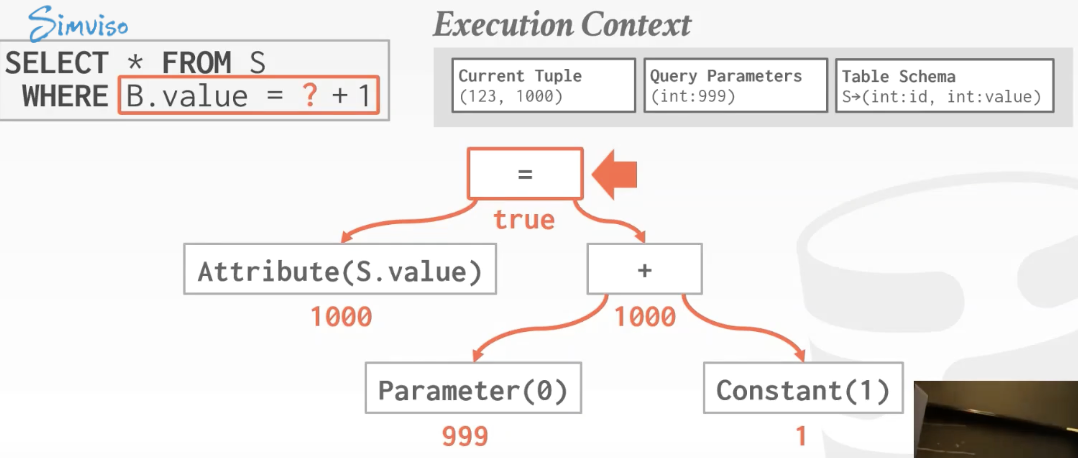 Simviso
Execution Context
SELECT * FROM S
WHERE B.value = ? + 1
Current Tuple
(123, 1000)
Query Parameters
(int:999)
Table Schema
S→(int:id, int:value)
=
true
Attribute(S.value)
1000
+
1000
Parameter(0)
999
Constant(1)
1